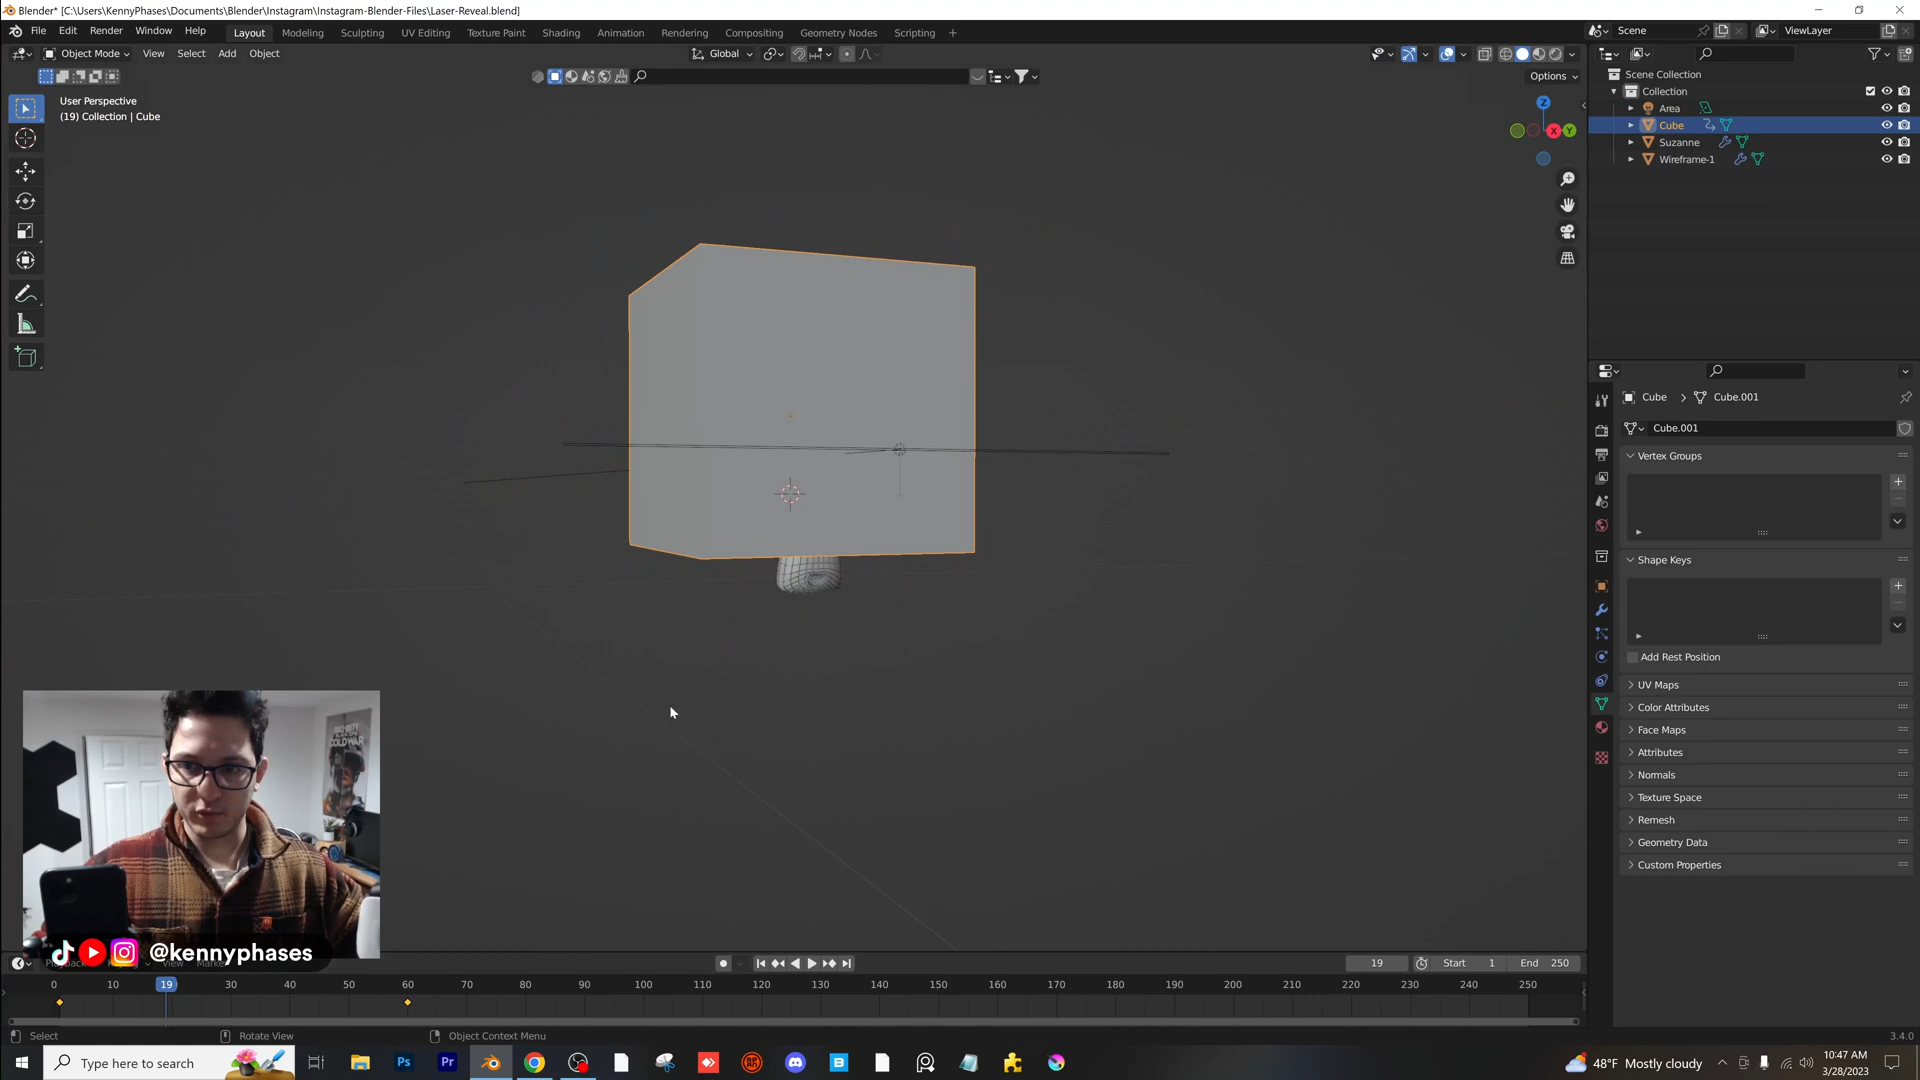 Blender* [C:\Users\KennyPhases\Documents\Blender\Instagram\Instagram-Blender-Files\Laser-Reveal.blend]
File Edit Render Window Help Layout Modeling Sculpting UV Editing Texture Paint Shading Animation Rendering Compositing Geometry Nodes Scripting + Scene ViewLayer
Object Mode View Select Add Object Global
Options
User Perspective
(19) Collection | Cube
Z
X Y
Scene Collection
Collection
Area
Cube
Suzanne
Wireframe-1
Cube > Cube.001
Cube.001
Vertex Groups
Shape Keys
Add Rest Position
UV Maps
Color Attributes
Face Maps
Attributes
Normals
Texture Space
Remesh
Geometry Data
Custom Properties
COLD WAR
@kennyphases
Playback View
19 Start 1 End 250
0 10 19 30 40 50 60 70 80 90 100 110 120 130 140 150 160 170 180 190 200 210 220 230 240 250
Select Rotate View Object Context Menu 3.4.0
Type here to search Ps Pr 48°F Mostly cloudy 10:47 AM
3/28/2023